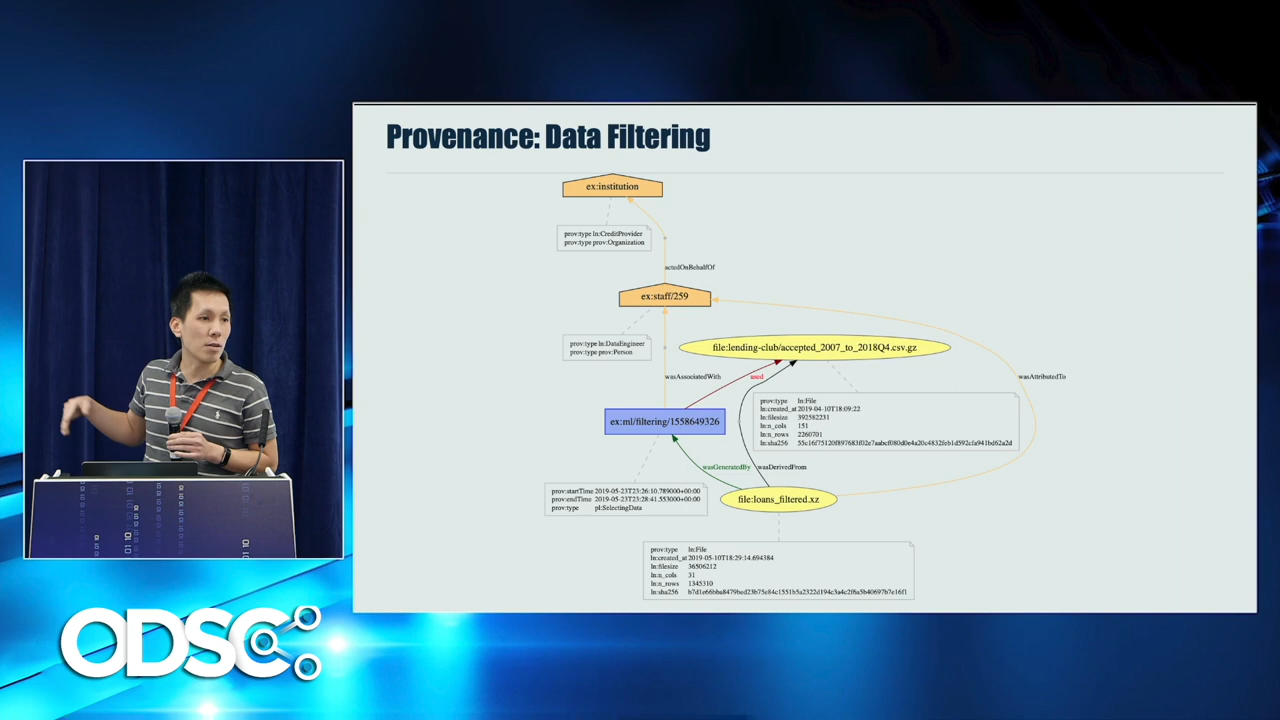 Provenance: Data Filtering
ex:institution
prov:type ln:CreditProvider
prov:type prov:Organization
actedOnBehalfOf
ex:staff/259
prov:type ln:DataEngineer
prov:type prov:Person
file:lending-club/accepted_2007_to_2018Q4.csv.gz
wasAssociatedWith
used
wasAttributedTo
prov:type ln:File
ln:created_at 2019-04-10T18:09:22
ln:filesize 392582231
ln:n_cols 151
ln:n_rows 2260701
ln:sha256
ex:ml/filtering/1558649326
wasGeneratedBy
wasDerivedFrom
prov:startTime 2019-05-23T23:26:10.789000+00:00
prov:endTime 2019-05-23T23:28:41.553000+00:00
prov:type pl:SelectingData
file:loans_filtered.xz
prov:type ln:File
ln:created_at 2019-05-10T18:29:14.694384
ln:filesize 36506212
ln:n_cols 31
ln:n_rows 1345310
ln:sha256
ODSC